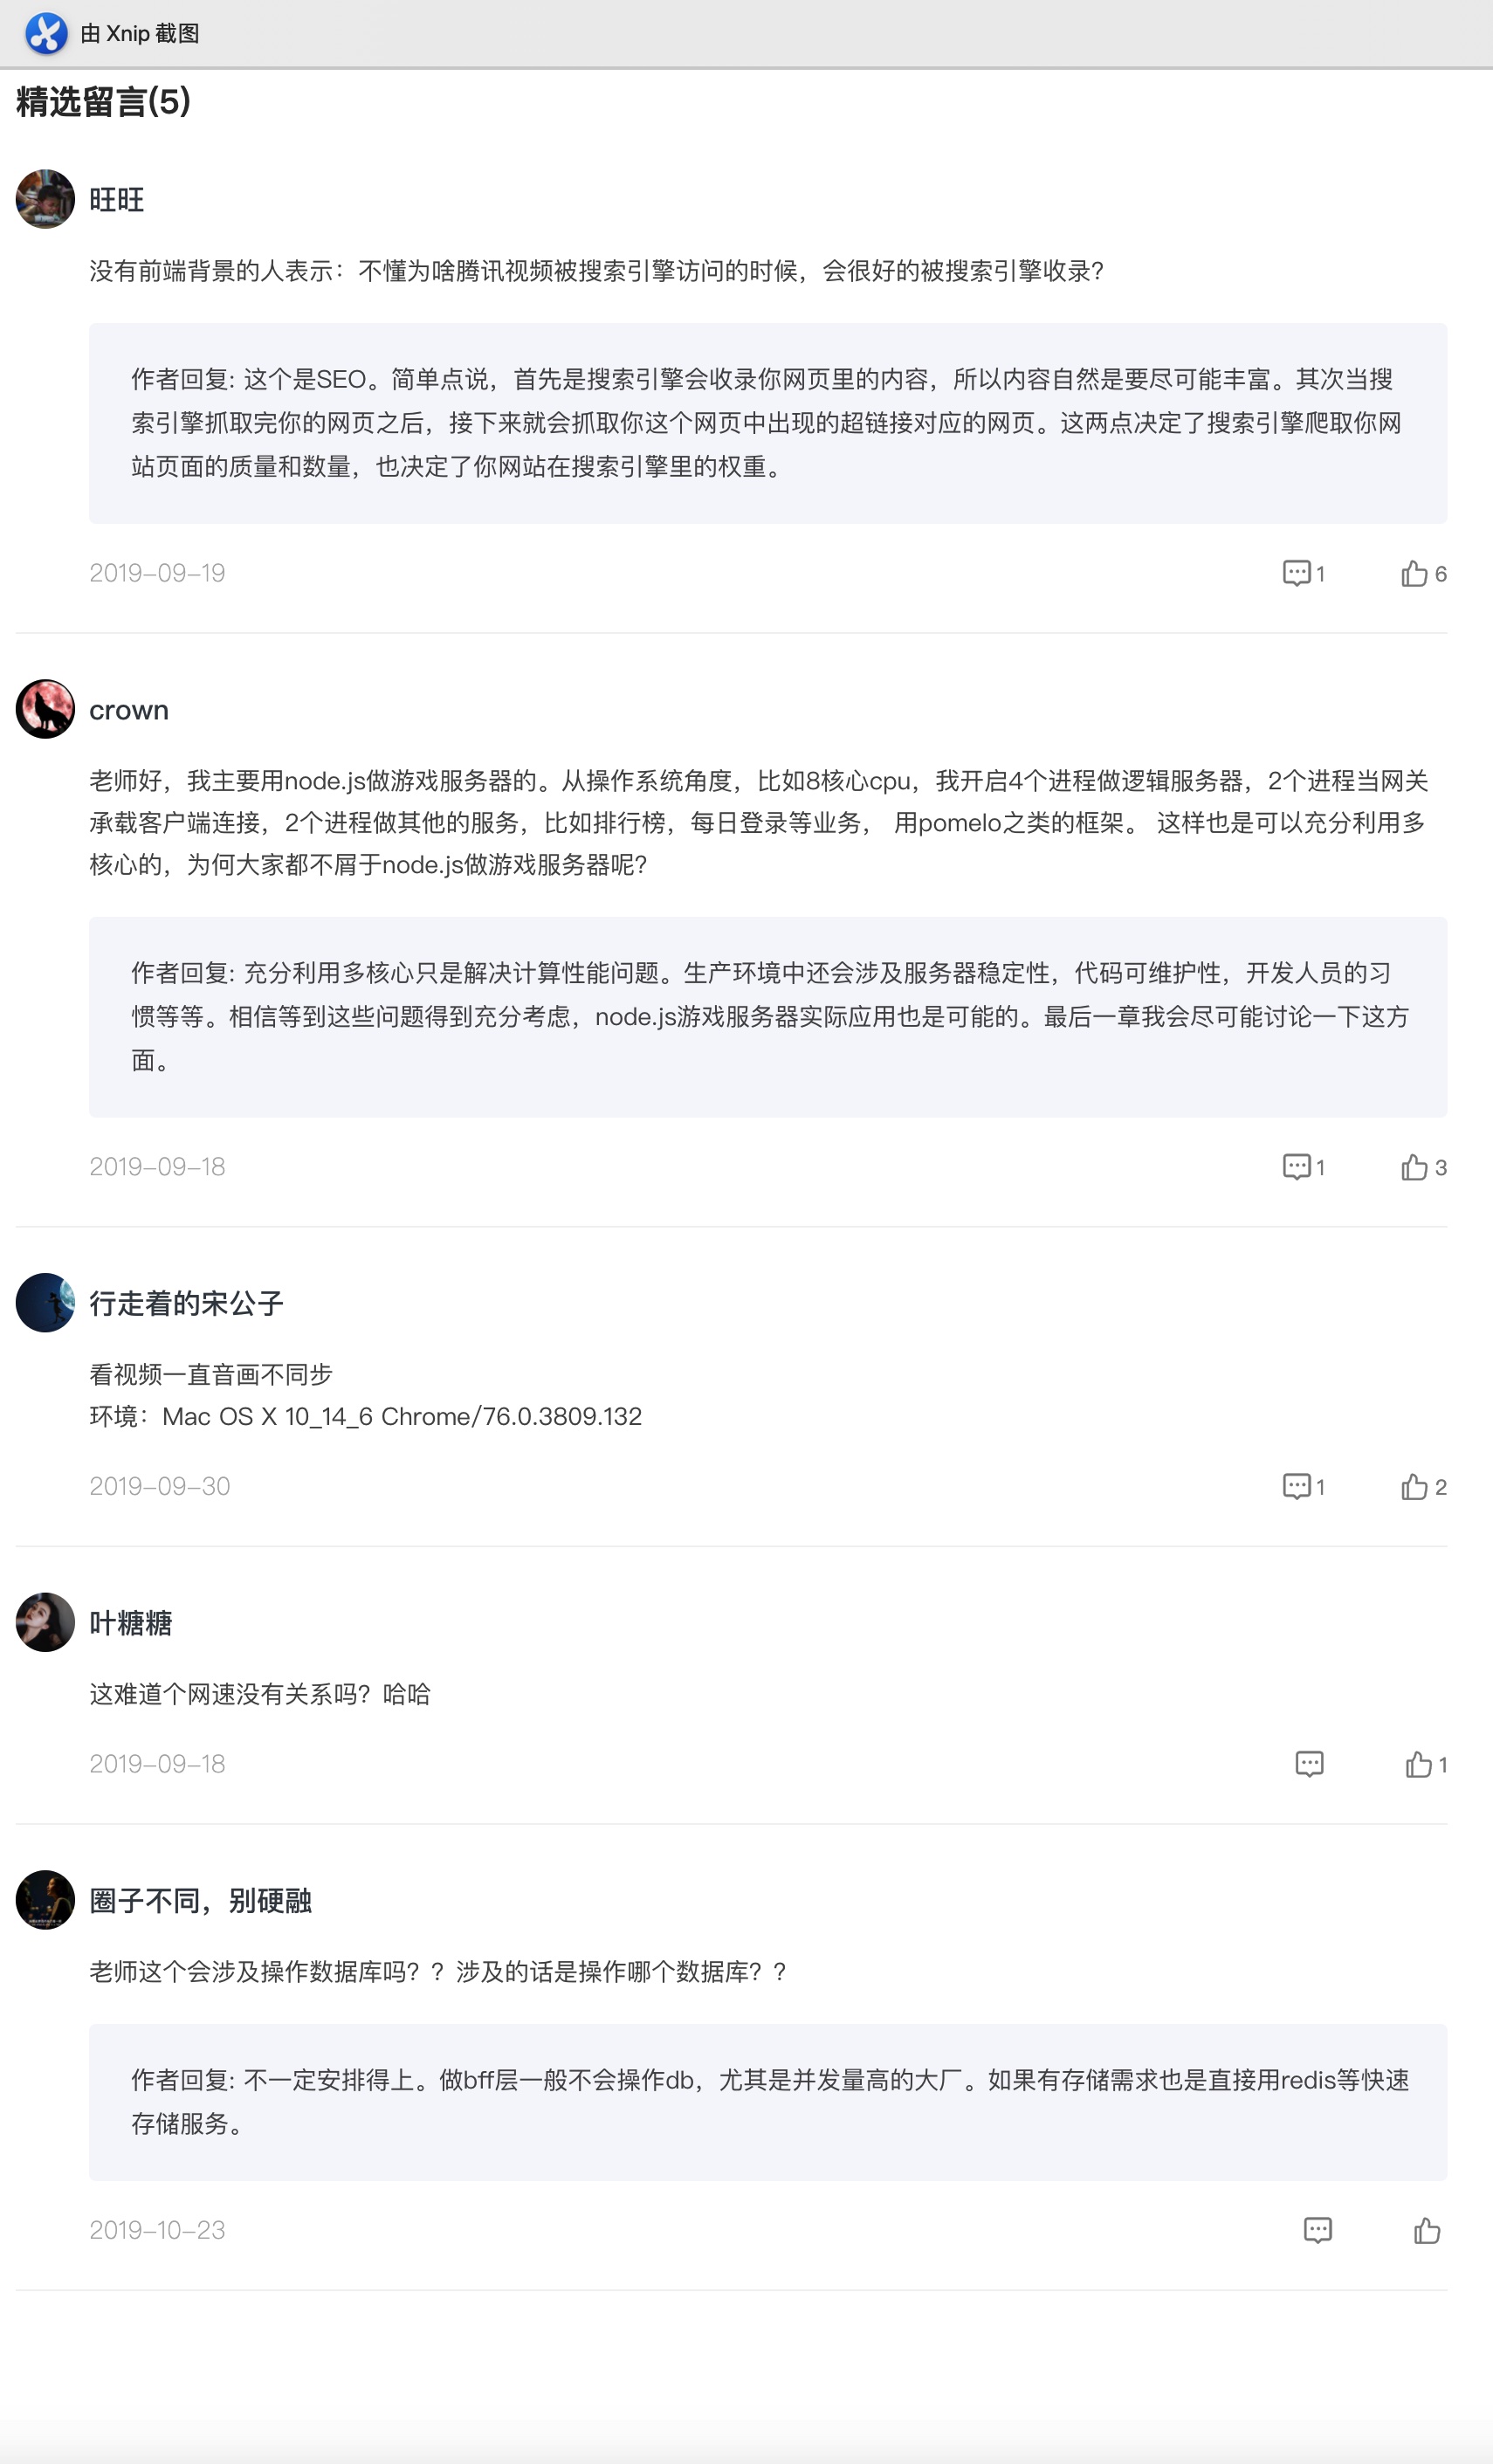 由 Xnip 截图
精选留言(5)
旺旺
没有前端背景的人表示：不懂为啥腾讯视频被搜索引擎访问的时候，会很好的被搜索引擎收录？
作者回复: 这个是SEO。简单点说，首先是搜索引擎会收录你网页里的内容，所以内容自然是要尽可能丰富。其次当搜
索引擎抓取完你的网页之后，接下来就会抓取你这个网页中出现的超链接对应的网页。这两点决定了搜索引擎爬取你网
站页面的质量和数量，也决定了你网站在搜索引擎里的权重。
2019-09-19 1 6
crown
老师好，我主要用node.js做游戏服务器的。从操作系统角度，比如8核心cpu，我开启4个进程做逻辑服务器，2个进程当网关
承载客户端连接，2个进程做其他的服务，比如排行榜，每日登录等业务， 用pomelo之类的框架。 这样也是可以充分利用多
核心的，为何大家都不屑于node.js做游戏服务器呢？
作者回复: 充分利用多核心只是解决计算性能问题。生产环境中还会涉及服务器稳定性，代码可维护性，开发人员的习
惯等等。相信等到这些问题得到充分考虑，node.js游戏服务器实际应用也是可能的。最后一章我会尽可能讨论一下这方
面。
2019-09-18 1 3
行走着的宋公子
看视频一直音画不同步
环境：Mac OS X 10_14_6 Chrome/76.0.3809.132
2019-09-30 1 2
叶糖糖
这难道个网速没有关系吗？哈哈
2019-09-18 1
圈子不同，别硬融
老师这个会涉及操作数据库吗？？涉及的话是操作哪个数据库？？
作者回复: 不一定安排得上。做bff层一般不会操作db，尤其是并发量高的大厂。如果有存储需求也是直接用redis等快速
存储服务。
2019-10-23